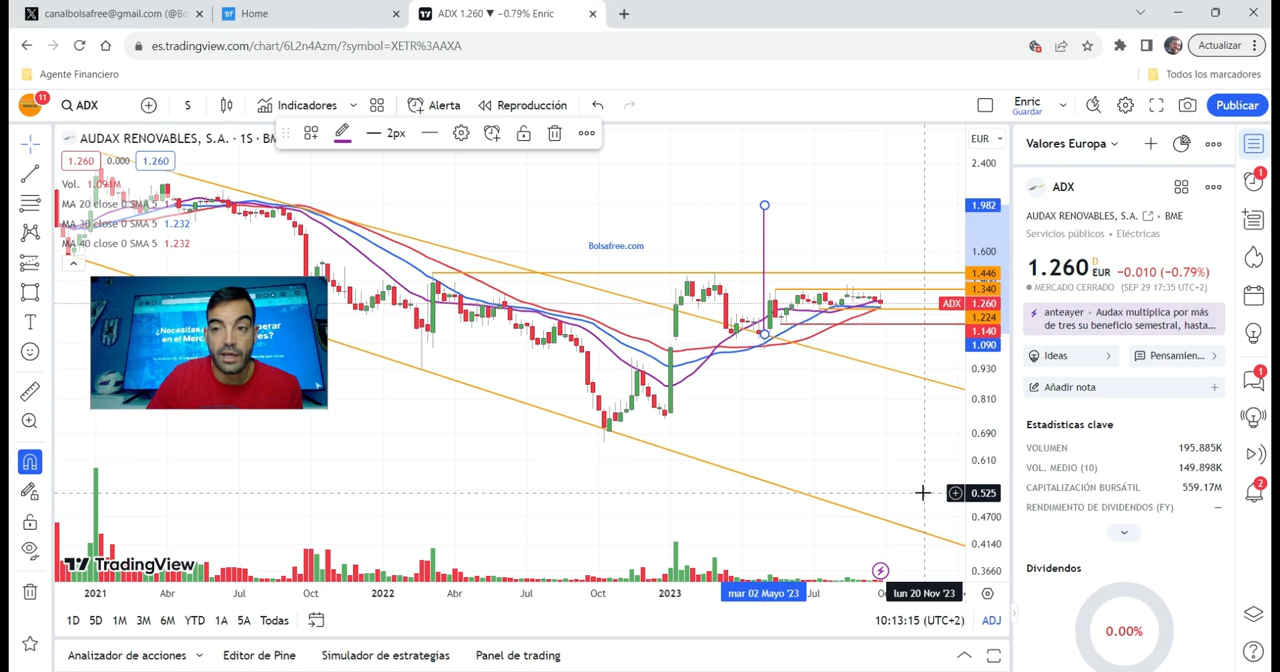 canalbolsafree@gmail.com (@Bo
Home
ADX 1.260 ▼ −0.79% Enric
es.tradingview.com/chart/6L2n4Azm/?symbol=XETR%3AAXA
Actualizar
Agente Financiero
Todos los marcadores
11
ADX
S
Indicadores
Alerta
Reproducción
Enric
Guardar
Publicar
2px
AUDAX RENOVABLES, S.A. · 1S · BM
1.260
0.000
1.260
Vol. 1.091M
MA 20 close 0 SMA 5
MA 30 close 0 SMA 5 1.232
MA 40 close 0 SMA 5 1.232
Bolsafree.com
EUR
2.400
1.982
1.600
1.446
1.340
ADX 1.260
1.224
1.140
1.090
0.930
0.810
0.690
0.610
0.525
0.4700
0.4140
0.3660
TradingView
2021
Abr
Jul
Oct
2022
Abr
Jul
Oct
2023
mar 02 Mayo '23
Jul
lun 20 Nov '23
1D 5D 1M 3M 6M YTD 1A 5A Todas
10:13:15 (UTC+2)
ADJ
Analizador de acciones
Editor de Pine
Simulador de estrategias
Panel de trading
Valores Europa
ADX
AUDAX RENOVABLES, S.A. • BME
Servicios públicos • Eléctricas
1.260 D EUR −0.010 (−0.79%)
MERCADO CERRADO (SEP 29 17:35 UTC+2)
anteayer • Audax multiplica por más
de tres su beneficio semestral, hasta...
Ideas
Pensamien...
Añadir nota
Estadísticas clave
VOLUMEN 195.885K
VOL. MEDIO (10) 149.898K
CAPITALIZACIÓN BURSÁTIL 559.17M
RENDIMIENTO DE DIVIDENDOS (FY) —
Dividendos
0.00%
1
1
2